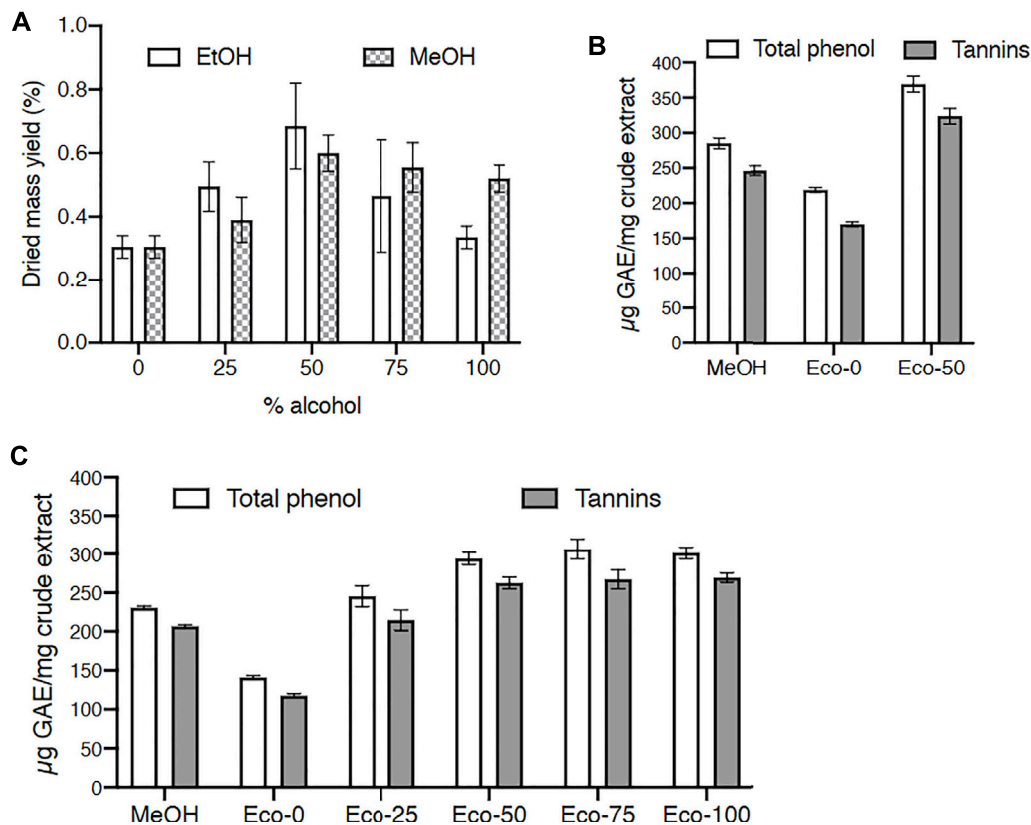 A
1.0
0.8
0.6
0.4
0.2
0.0
Dried mass yield (%)
EtOH MeOH
0 25 50 75 100
% alcohol
B
Total phenol Tannins
400
350
300
250
200
150
100
50
0
µg GAE/mg crude extract
MeOH Eco-0 Eco-50
C
400
350
300
250
200
150
100
50
0
µg GAE/mg crude extract
Total phenol Tannins
MeOH Eco-0 Eco-25 Eco-50 Eco-75 Eco-100